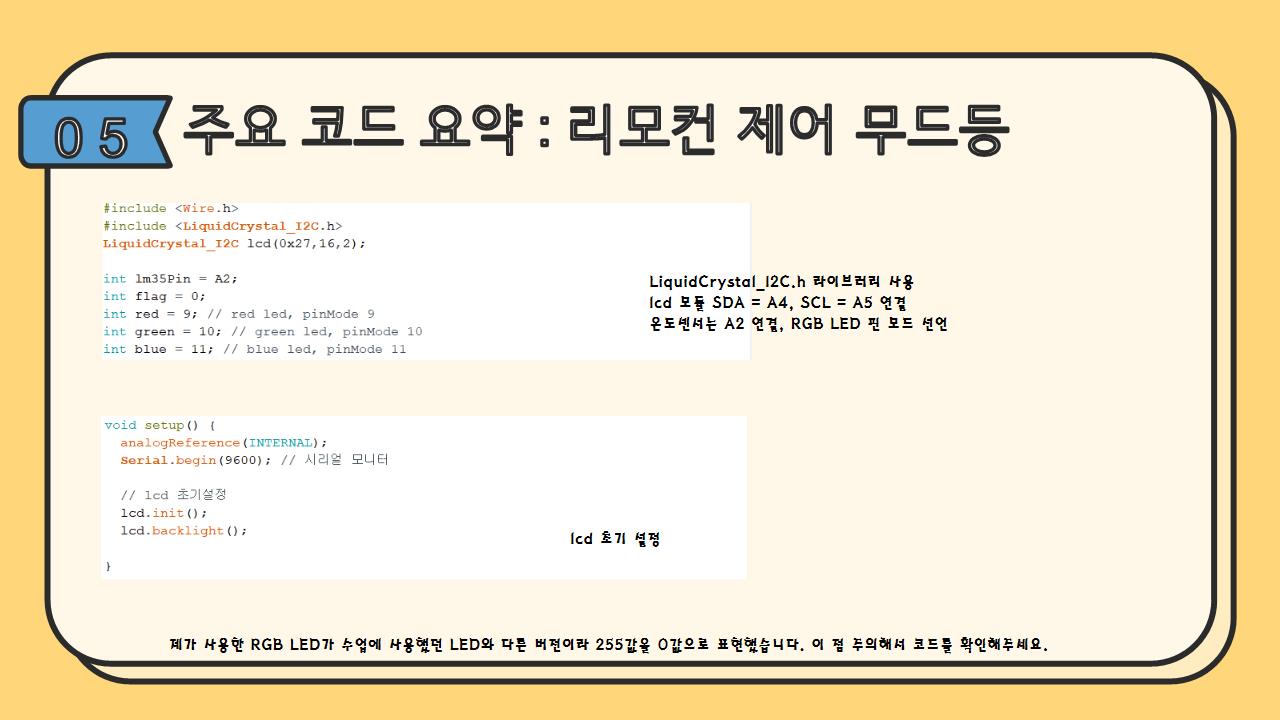 05
주요 코드 요약 : 리모컨 제어 무드등
#include <Wire.h>
#include <LiquidCrystal_I2C.h>
LiquidCrystal_I2C lcd(0x27,16,2);
int lm35Pin = A2;
int flag = 0;
int red = 9; // red led, pinMode 9
int green = 10; // green led, pinMode 10
int blue = 11; // blue led, pinMode 11
LiquidCrystal_I2C.h 라이브러리 사용
lcd 모듈 SDA = A4, SCL = A5 연결
온도센서는 A2 연결, RGB LED 핀 모드 선언
void setup() {
analogReference(INTERNAL);
Serial.begin(9600); // 시리얼 모니터
// lcd 초기설정
lcd.init();
lcd.backlight();
}
lcd 초기 설정
제가 사용한 RGB LED가 수업에 사용했던 LED와 다른 버전이라 255값을 0값으로 표현했습니다. 이 점 주의해서 코드를 확인해주세요.